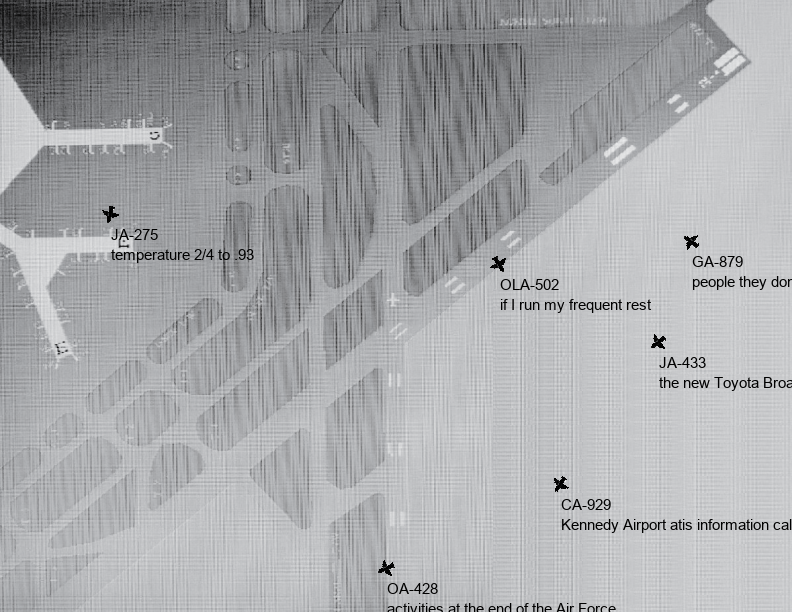 JA-275
temperature 2/4 to .93
GA-879
people they don
OLA-502
if I run my frequent rest
JA-433
the new Toyota Broa
CA-929
Kennedy Airport atis information cal
OA-428
activities at the end of the Air Force